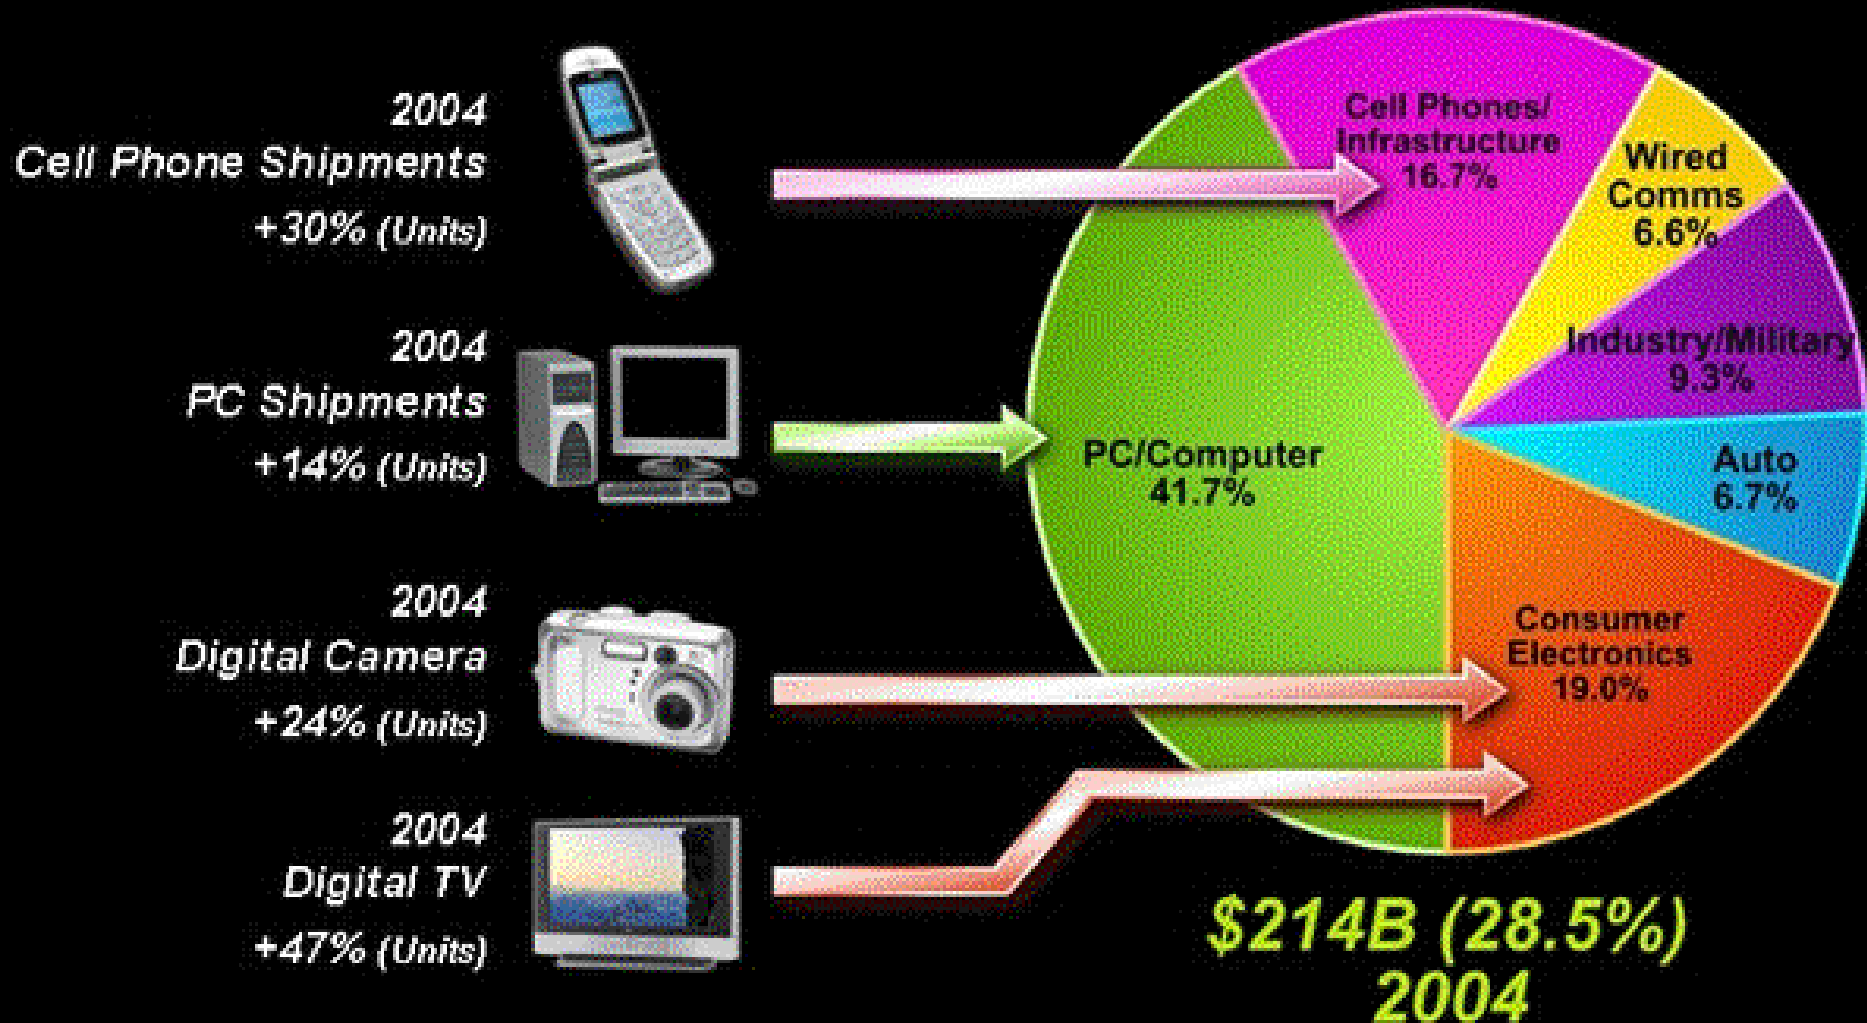 2004
Cell Phone Shipments
+30% (Units)
2004
PC Shipments
+14% (Units)
2004
Digital Camera
+24% (Units)
2004
Digital TV
+47% (Units)
Cell Phones/
Infrastructure
16.7%
Wired
Comms
6.6%
Industry/Military
9.3%
Auto
6.7%
PC/Computer
41.7%
Consumer
Electronics
19.0%
$214B (28.5%)
2004